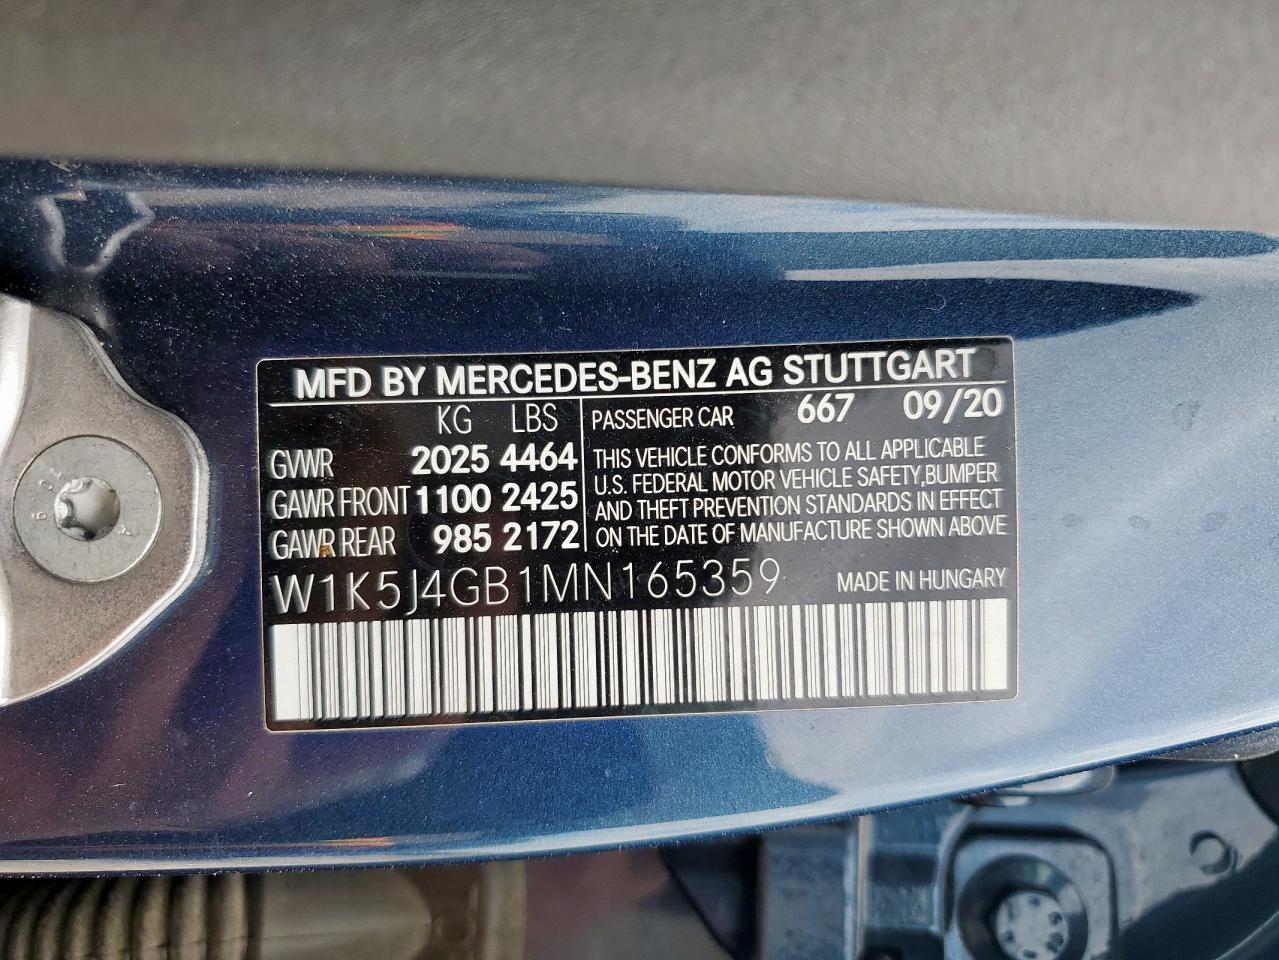 MFD BY MERCEDES-BENZ AG STUTTGART
KG LBS
GVWR 2025 4464
GAWR FRONT 1100 2425
GAWR REAR 985 2172
PASSENGER CAR 667 09/20
THIS VEHICLE CONFORMS TO ALL APPLICABLE
U.S. FEDERAL MOTOR VEHICLE SAFETY,BUMPER
AND THEFT PREVENTION STANDARDS IN EFFECT
ON THE DATE OF MANUFACTURE SHOWN ABOVE
W1K5J4GB1MN165359 MADE IN HUNGARY